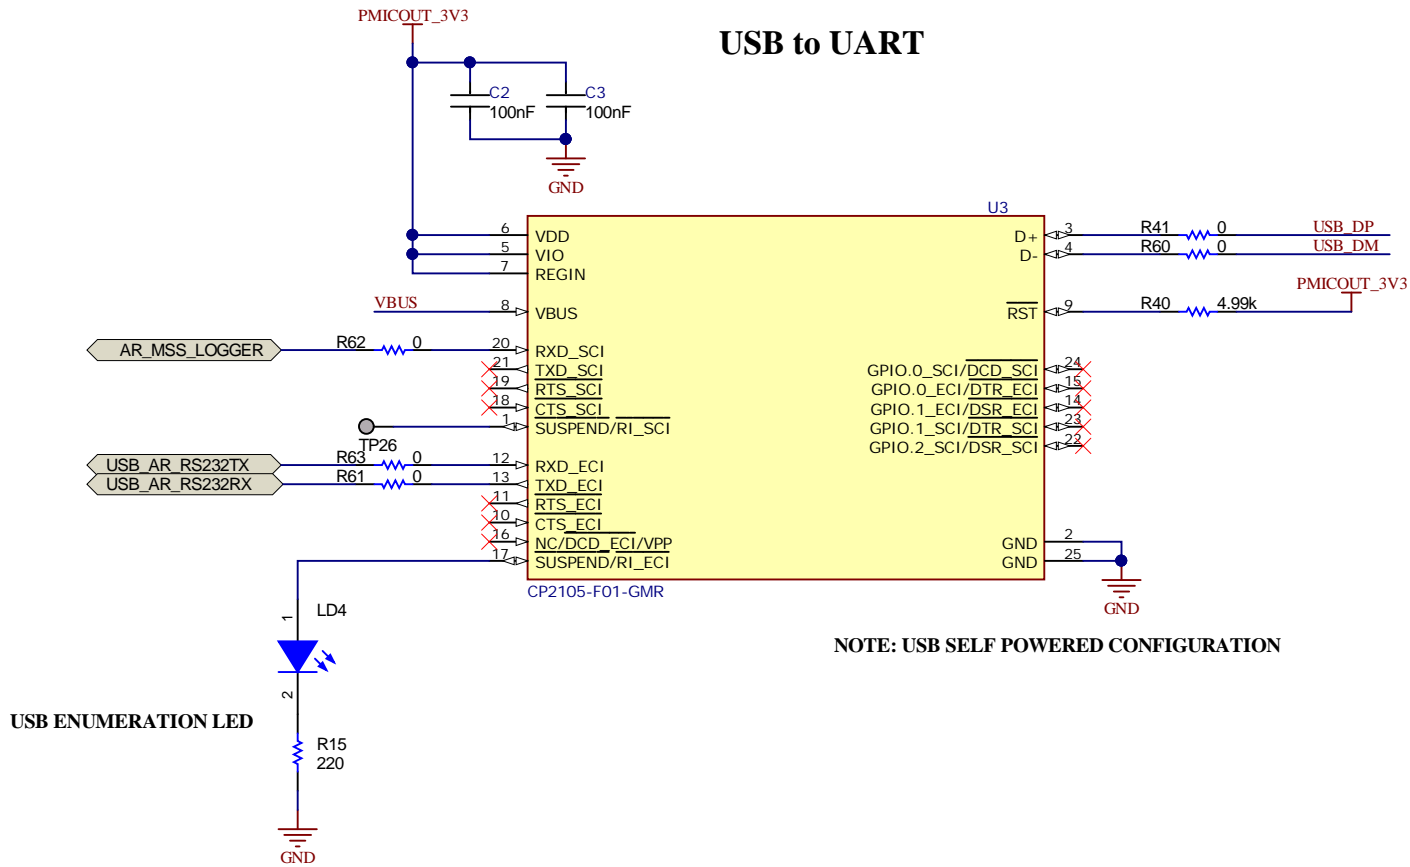 PMICOUT_3V3
USB to UART
C2
100nF
C3
100nF
GND
U3
6
VDD
5
VIO
7
REGIN
VBUS
8
VBUS
AR_MSS_LOGGER
R62
0
20
RXD_SCI
21
TXD_SCI
19
RTS_SCI
18
CTS_SCI
1
SUSPEND/RI_SCI
TP26
USB_AR_RS232TX
R63
0
12
RXD_ECI
USB_AR_RS232RX
R61
0
13
TXD_ECI
11
RTS_ECI
10
CTS_ECI
16
NC/DCD_ECI/VPP
17
SUSPEND/RI_ECI
D+
3
R41
0
USB_DP
D-
4
R60
0
USB_DM
PMICOUT_3V3
RST
9
R40
4.99k
GPIO.0_SCI/DCD_SCI
24
GPIO.0_ECI/DTR_ECI
15
GPIO.1_ECI/DSR_ECI
14
GPIO.1_SCI/DTR_SCI
23
GPIO.2_SCI/DSR_SCI
22
GND
2
GND
25
GND
CP2105-F01-GMR
NOTE: USB SELF POWERED CONFIGURATION
1
LD4
2
USB ENUMERATION LED
R15
220
GND